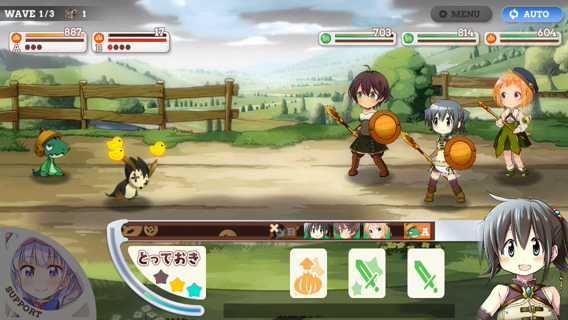 WAVE 1/3 1
MENU
AUTO
887
A
17
B
703
814
604
B
A
とっておき
SUPPORT